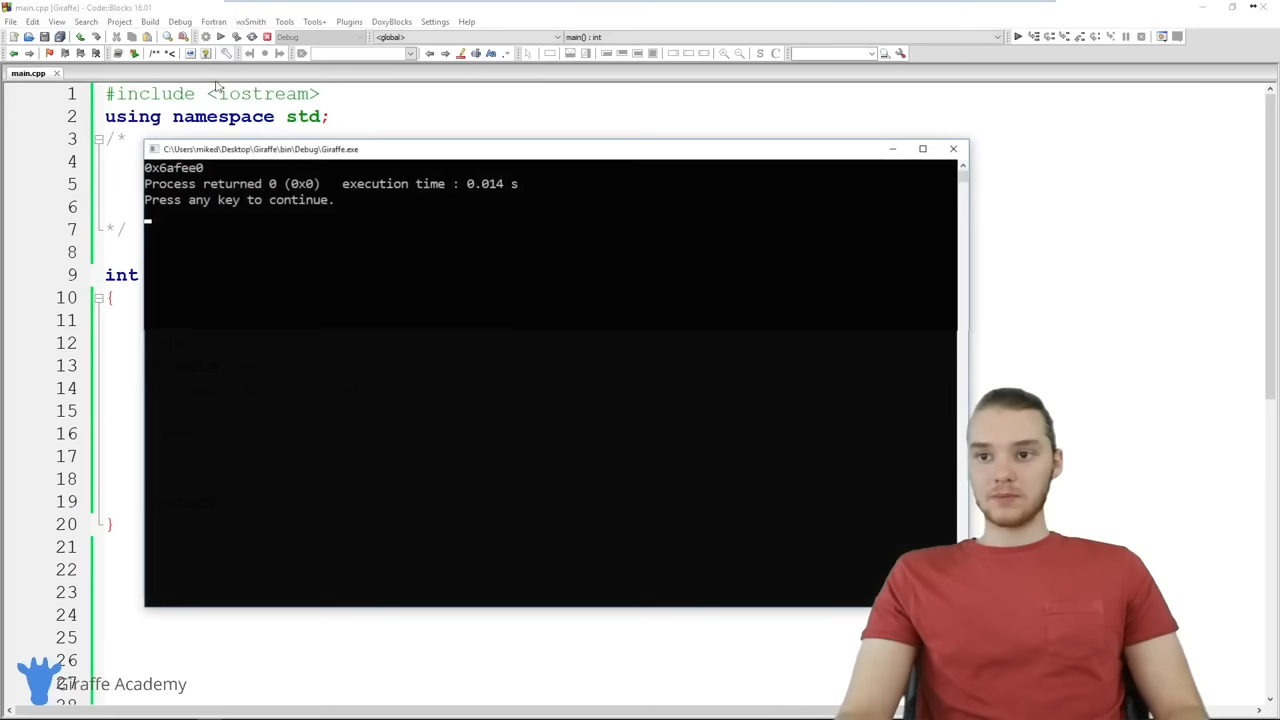 main.cpp [Giraffe] - Code::Blocks 16.01
File Edit View Search Project Build Debug Fortran wxSmith Tools Tools+ Plugins DoxyBlocks Settings Help
Debug <global> main() : int
/** *<
S C
main.cpp
1 #include <iostream>
2 using namespace std;
3 /*
C:\Users\miked\Desktop\Giraffe\bin\Debug\Giraffe.exe
4
0x6afee0
5
Process returned 0 (0x0) execution time : 0.014 s
6
Press any key to continue.
7 */
8
9 int
10 {
11
12
13
14
15
16
17
18
19
20 }
21
22
23
24
25
26
27
28
Giraffe Academy